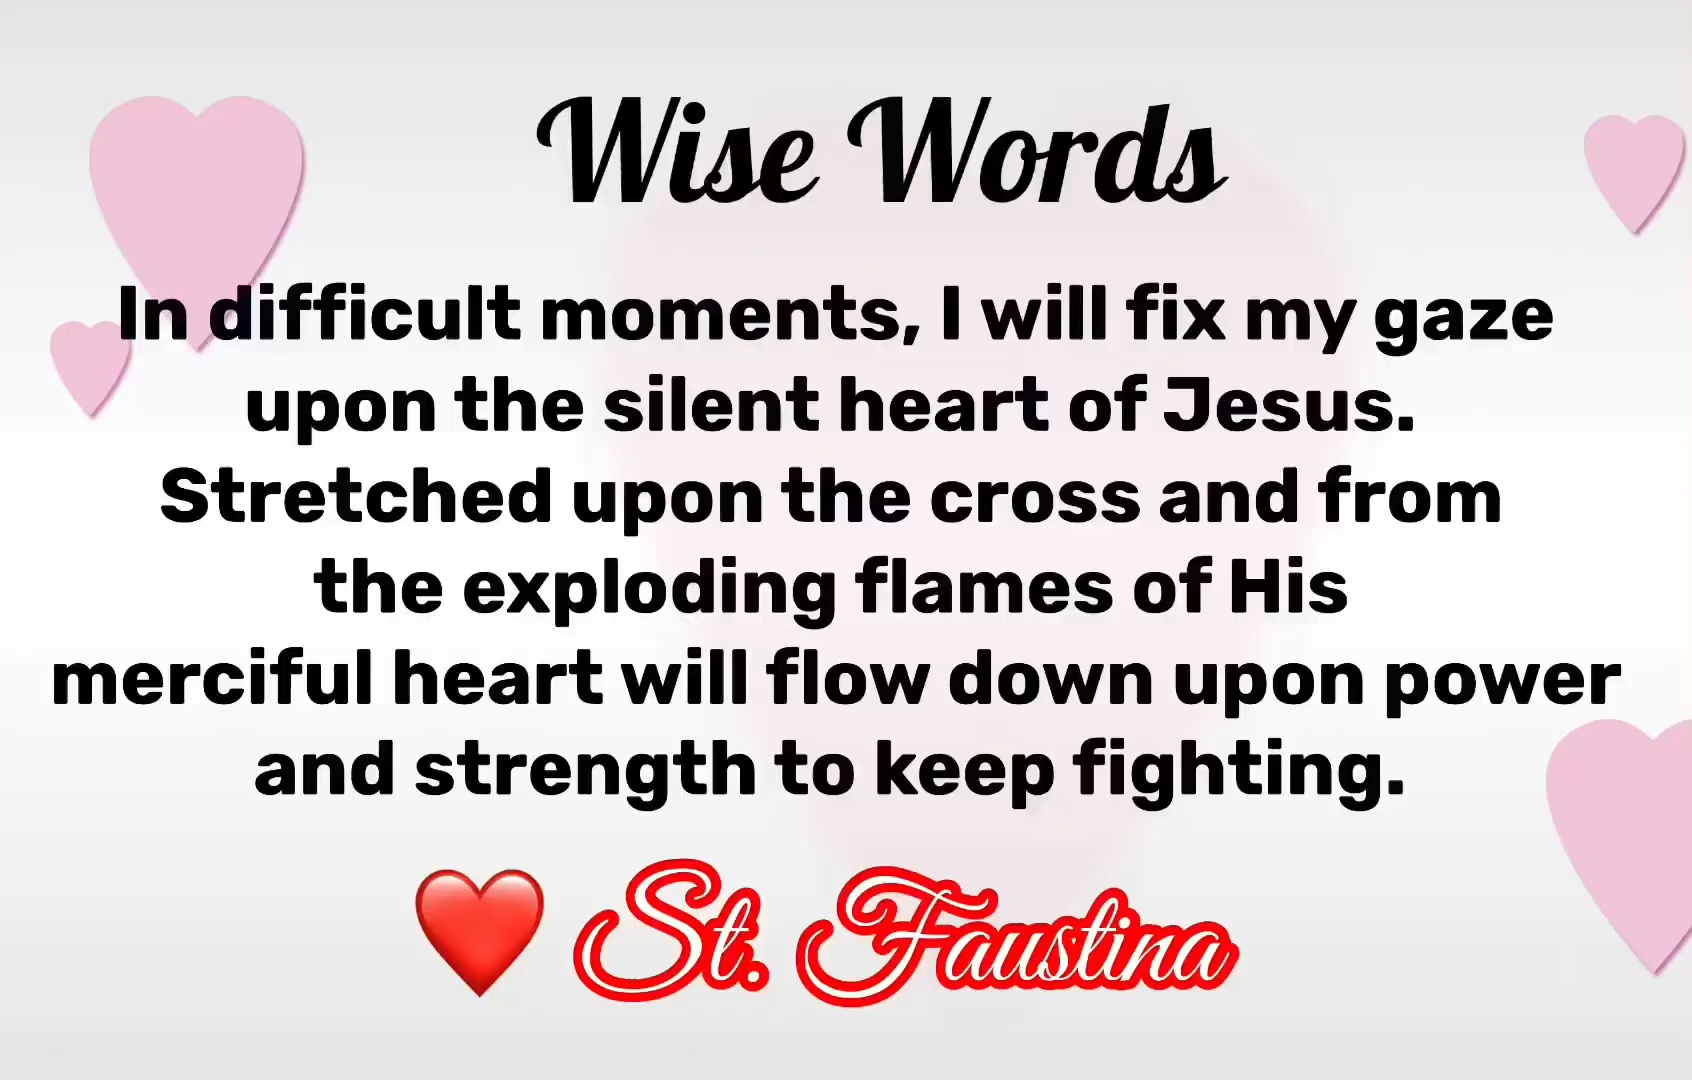 Wise Words
In difficult moments, I will fix my gaze
upon the silent heart of Jesus.
Stretched upon the cross and from
the exploding flames of His
merciful heart will flow down upon power
and strength to keep fighting.
St. Faustina